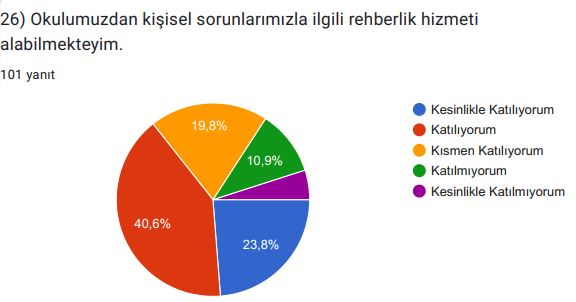 26) Okulumuzdan kişisel sorunlarımızla ilgili rehberlik hizmeti
alabilmekteyim.
101 yanıt
Kesinlikle Katılıyorum
Katılıyorum
Kısmen Katılıyorum
Katılmıyorum
Kesinlikle Katılmıyorum
19,8%
10,9%
40,6%
23,8%